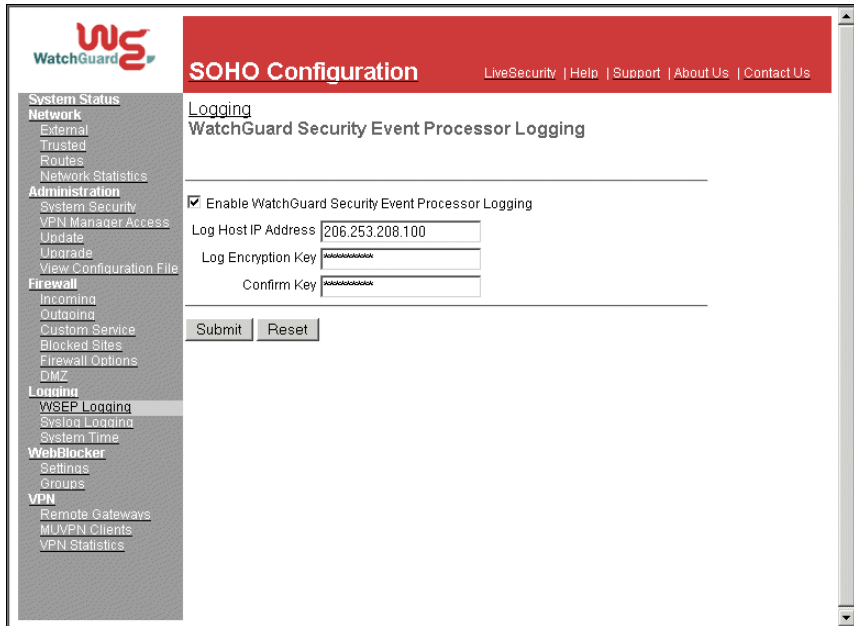 WatchGuard
SOHO Configuration
LiveSecurity | Help | Support | About Us | Contact Us
System Status
Network
External
Trusted
Routes
Network Statistics
Administration
System Security
VPN Manager Access
Update
Upgrade
View Configuration File
Firewall
Incoming
Outgoing
Custom Service
Blocked Sites
Firewall Options
DMZ
Logging
WSEP Logging
Syslog Logging
System Time
WebBlocker
Settings
Groups
VPN
Remote Gateways
MUVPN Clients
VPN Statistics
Logging
WatchGuard Security Event Processor Logging
Enable WatchGuard Security Event Processor Logging
Log Host IP Address 206.253.208.100
Log Encryption Key **********
Confirm Key **********
Submit Reset